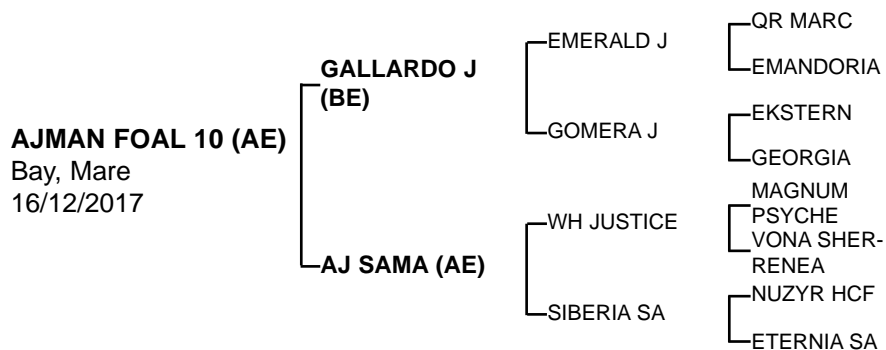 AJMAN FOAL 10 (AE)
Bay, Mare
16/12/2017
GALLARDO J
(BE)
AJ SAMA (AE)
EMERALD J
GOMERA J
WH JUSTICE
SIBERIA SA
QR MARC
EMANDORIA
EKSTERN
GEORGIA
MAGNUM
PSYCHE
VONA SHER-
RENEA
NUZYR HCF
ETERNIA SA